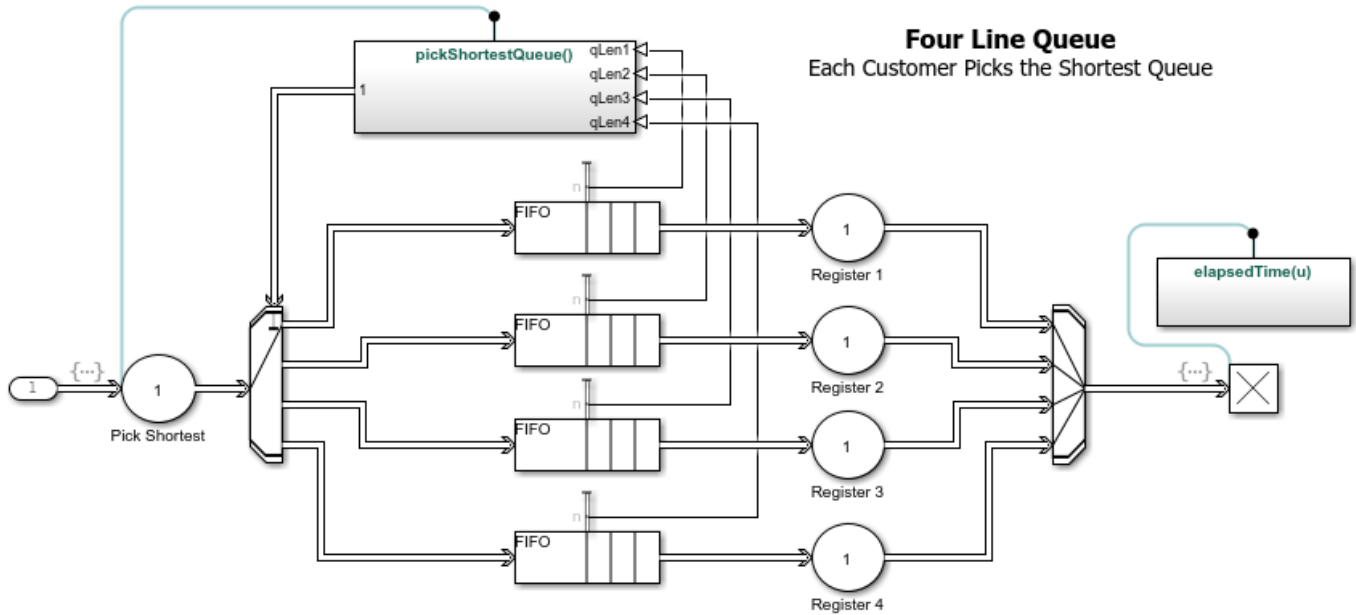 Four Line Queue
Each Customer Picks the Shortest Queue
pickShortestQueue()
qLen1
qLen2
qLen3
qLen4
1
n
FIFO
1
Register 1
elapsedTime(u)
n
FIFO
1
Register 2
1
{...}
1
Pick Shortest
1
{...}
n
FIFO
1
Register 3
n
FIFO
1
Register 4